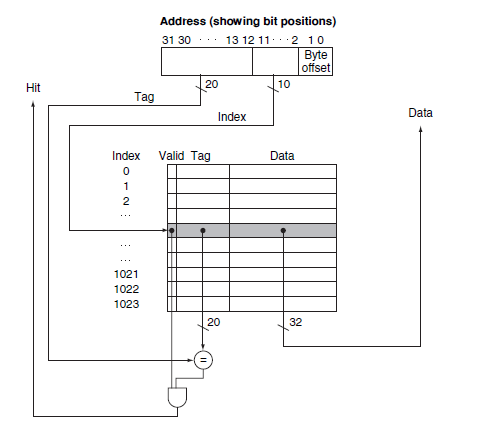 Address (showing bit positions)
31 30 · · · 13 12 11 · · · 2 1 0
Byte
offset
20
10
Hit
Tag
Index
Data
Index Valid Tag Data
0
1
2
...
...
...
1021
1022
1023
20
32
=